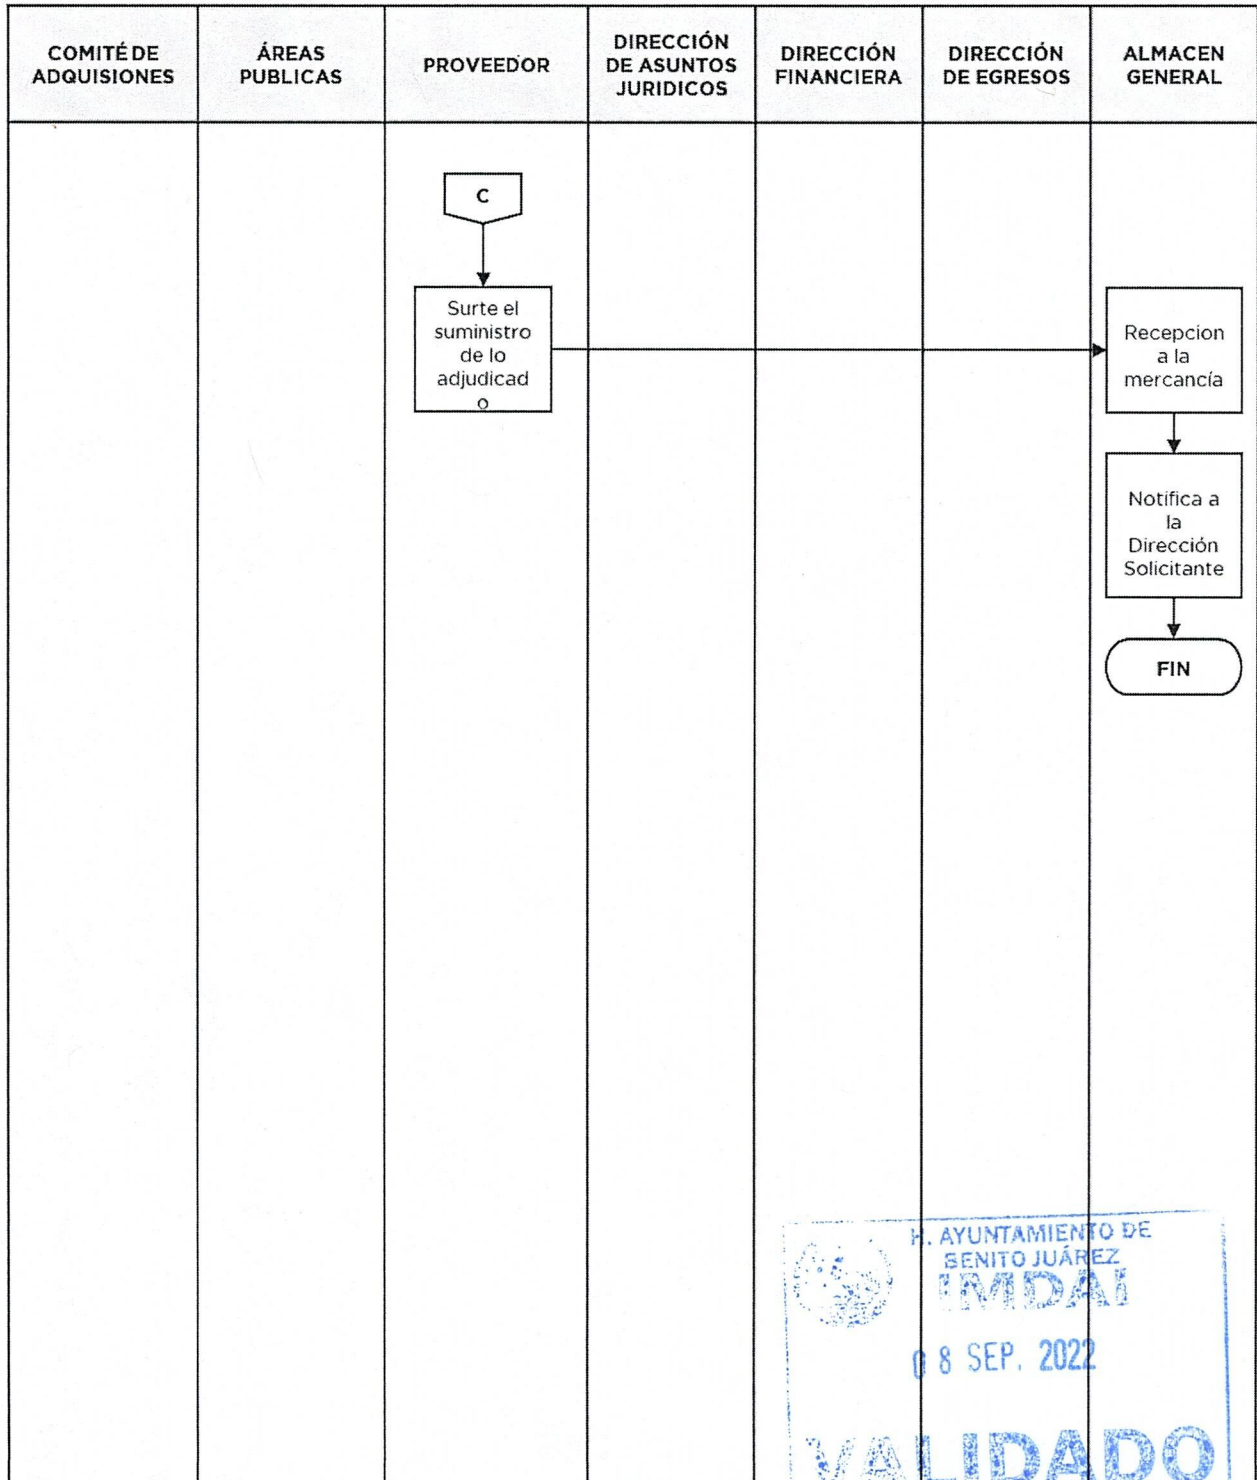 COMITÉ DE
ADQUISIONES
ÁREAS
PUBLICAS
PROVEEDOR
DIRECCIÓN
DE ASUNTOS
JURIDICOS
DIRECCIÓN
FINANCIERA
DIRECCIÓN
DE EGRESOS
ALMACEN
GENERAL
C
Surte el
suministro
de lo
adjudicad
o
Recepcion
a la
mercancía
Notifica a
la
Dirección
Solicitante
FIN
H. AYUNTAMIENTO DE
BENITO JUÁREZ
IMDAI
08 SEP. 2022
VALIDADO